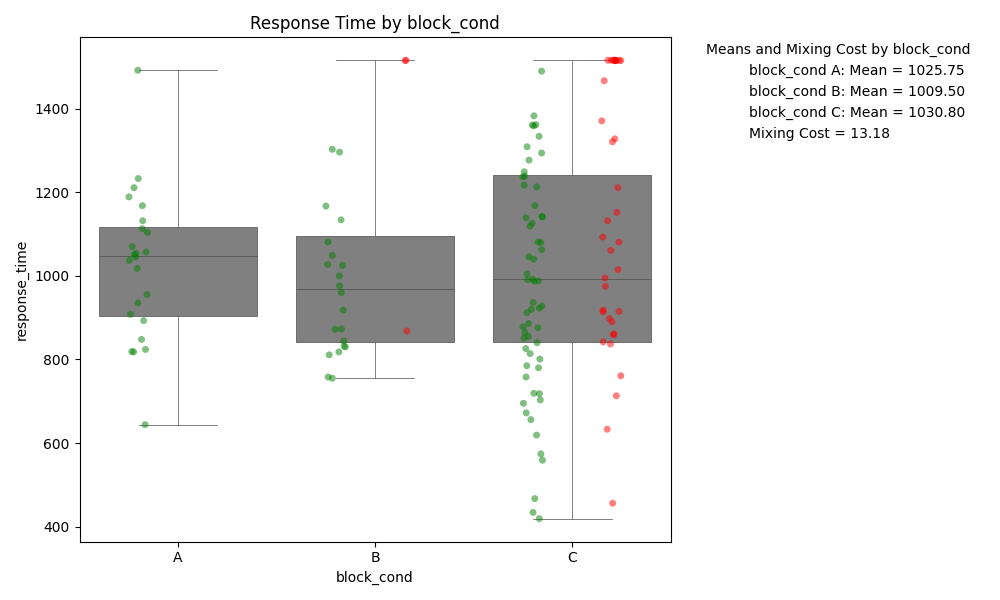 Response Time by block_cond
Means and Mixing Cost by block_cond
block_cond A: Mean = 1025.75
block_cond B: Mean = 1009.50
block_cond C: Mean = 1030.80
Mixing Cost = 13.18
response_time
1400
1200
1000
800
600
400
A
B
C
block_cond